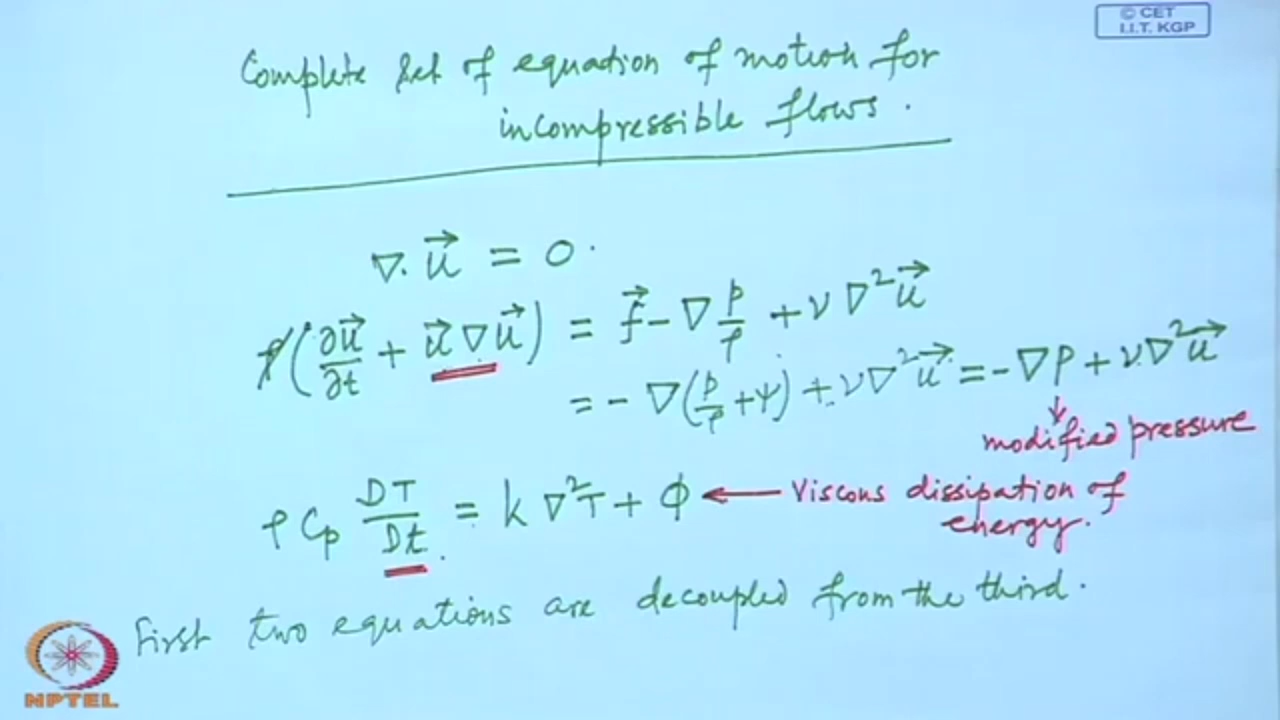 © CET
I.I.T. KGP
Complete set of equation of motion for
incompressible flows.
∇. u⃗ = 0.
ρ(∂u⃗/∂t + u⃗ ∇ u⃗) = f⃗ - ∇ p/ρ + ν ∇²u⃗
= - ∇(p/ρ + ψ) + ν∇²u⃗ = - ∇P + ν∇²u⃗
modified pressure
ρ Cp DT/Dt = k ∇²T + Φ ← Viscous dissipation of
energy.
First two equations are decoupled from the third.
NPTEL